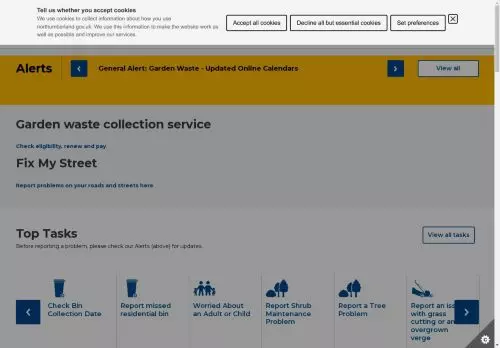 Tell us whether you accept cookies
We use cookies to collect information about how you use
northumberland.gov.uk. We use this information to make the website work as
well as possible and improve our services.
Accept all cookies
Decline all but essential cookies
Set preferences
Alerts
General Alert: Garden Waste - Updated Online Calendars
View all
Garden waste collection service
Check eligibility, renew and pay
Fix My Street
Report problems on your roads and streets here
Top Tasks
View all tasks
Before reporting a problem, please check our Alerts (above) for updates.
Check Bin
Collection Date
Report missed
residential bin
Worried About
an Adult or Child
Report Shrub
Maintenance
Problem
Report a Tree
Problem
Report an iss
with grass
cutting or an
overgrown
verge